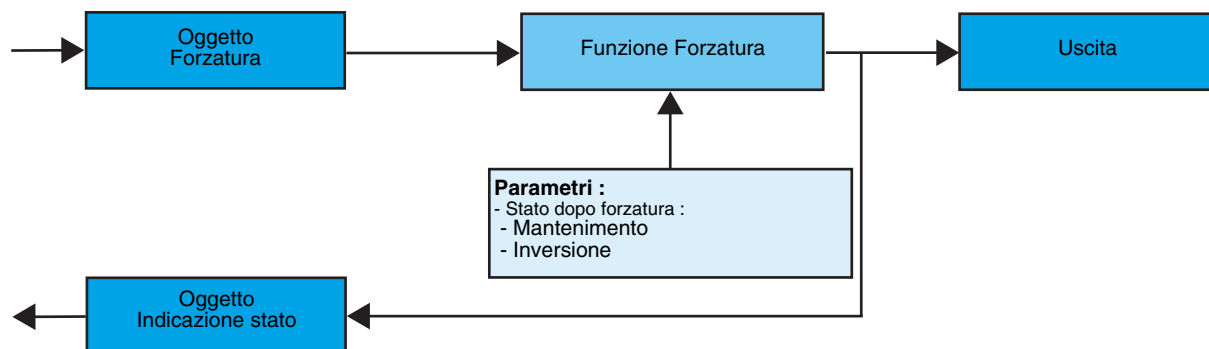 Oggetto
Forzatura
Funzione Forzatura
Uscita
Parametri :
- Stato dopo forzatura :
- Mantenimento
- Inversione
Oggetto
Indicazione stato